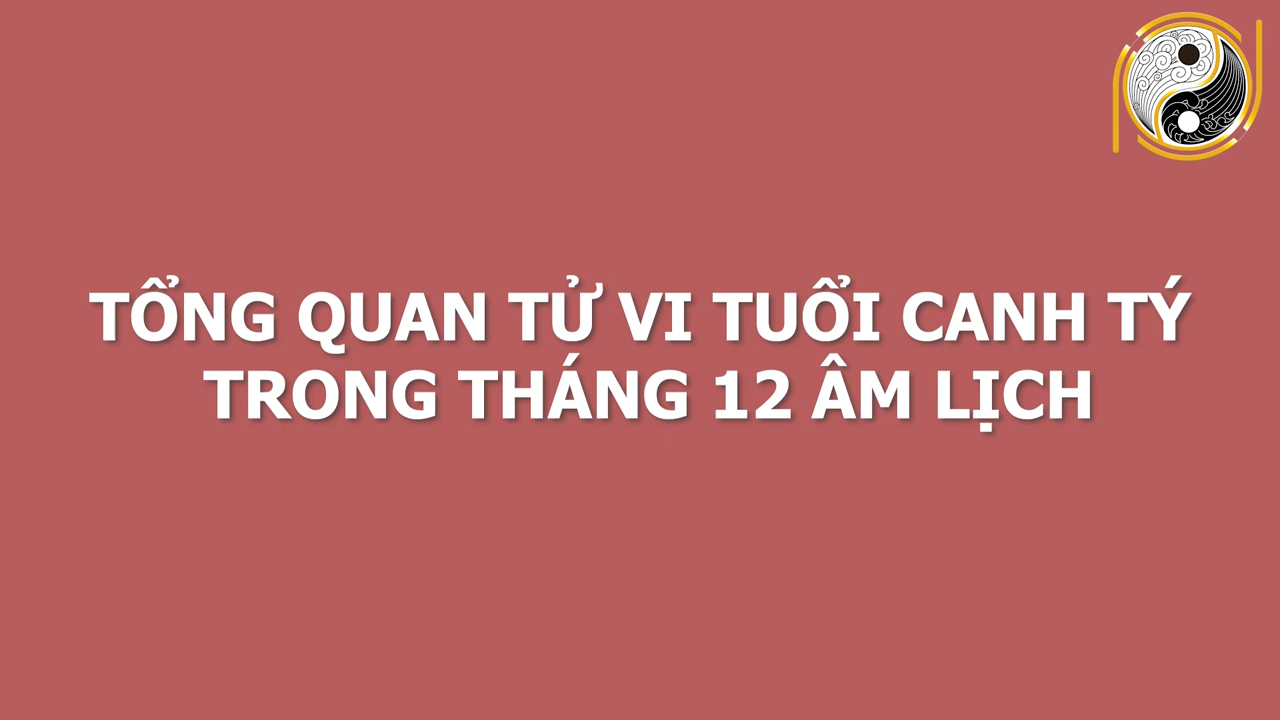 TỔNG QUAN TỬ VI TUỔI CANH TÝ
TRONG THÁNG 12 ÂM LỊCH